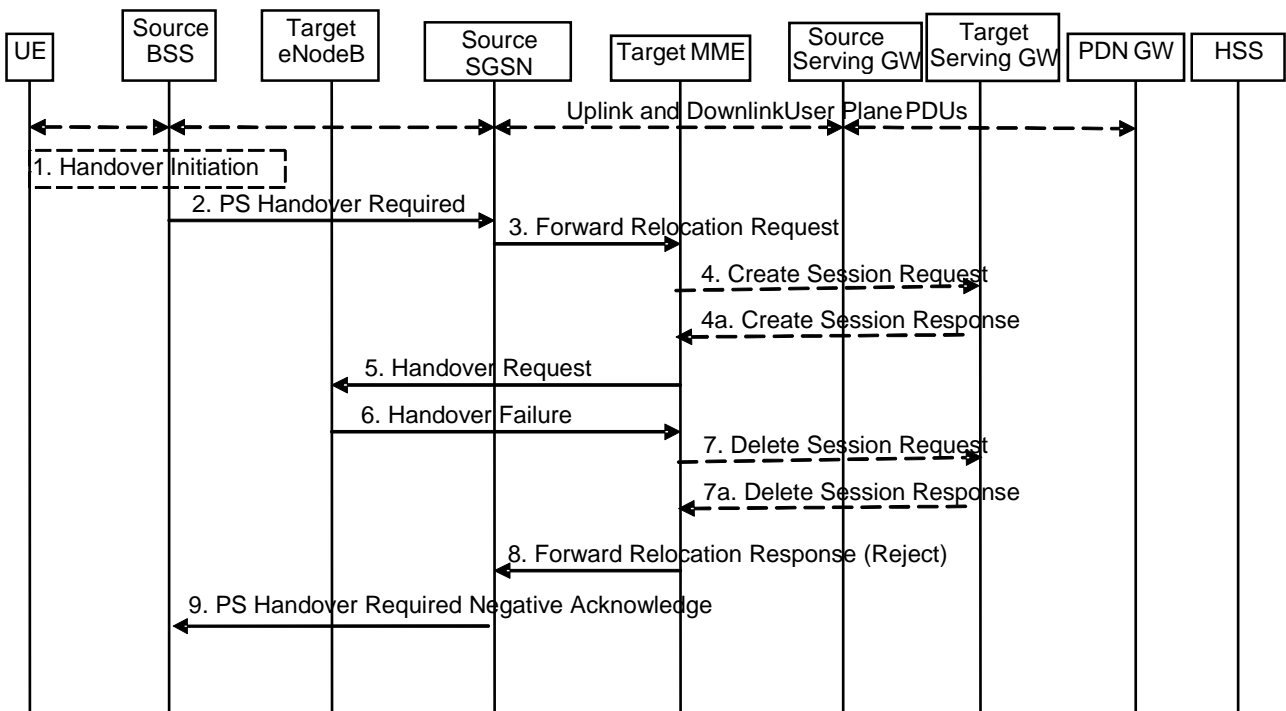 UE
Source
BSS
Target
eNodeB
Source
SGSN
Target MME
Source
Serving GW
Target
Serving GW
PDN GW
HSS
Uplink and DownlinkUser Plane PDUs
1. Handover Initiation
2. PS Handover Required
3. Forward Relocation Request
4. Create Session Request
4a. Create Session Response
5. Handover Request
6. Handover Failure
7. Delete Session Request
7a. Delete Session Response
8. Forward Relocation Response (Reject)
9. PS Handover Required Negative Acknowledge